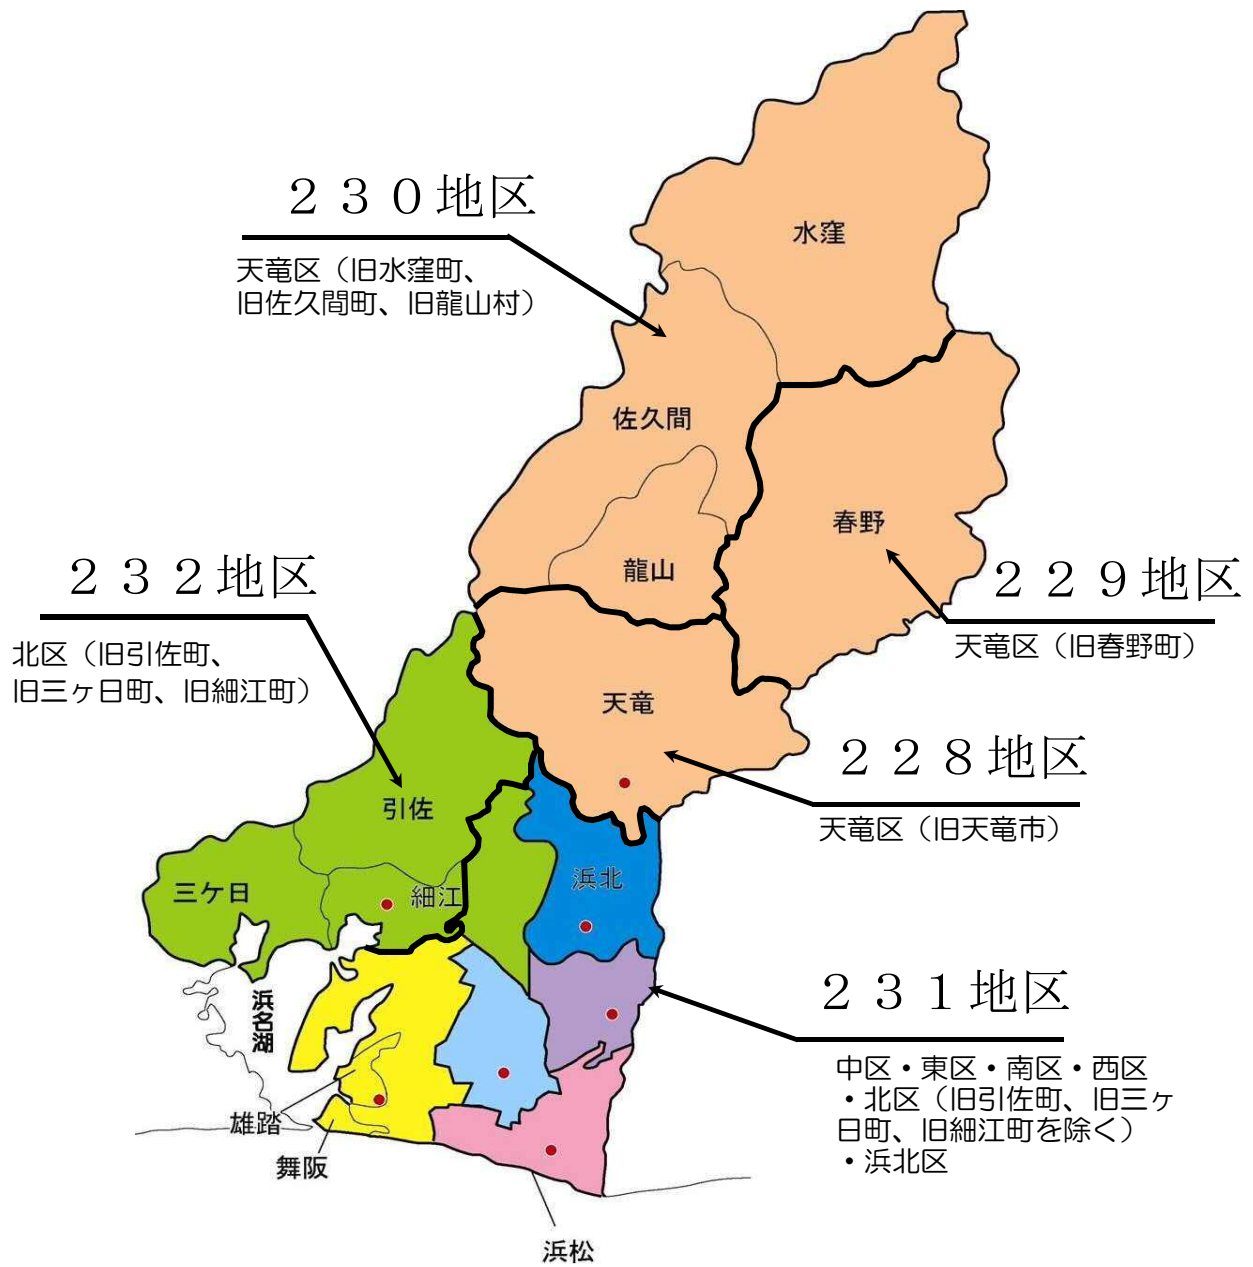 水窪
２３０地区
天竜区（旧水窪町、
旧佐久間町、旧龍山村）
佐久間
春野
龍山
２３２地区
北区（旧引佐町、
旧三ヶ日町、旧細江町）
２２９地区
天竜区（旧春野町）
天竜
２２８地区
天竜区（旧天竜市）
引佐
三ケ日
細江
浜北
浜名湖
２３１地区
中区・東区・南区・西区
・北区（旧引佐町、旧三ヶ
日町、旧細江町を除く）
・浜北区
雄踏
舞阪
浜松